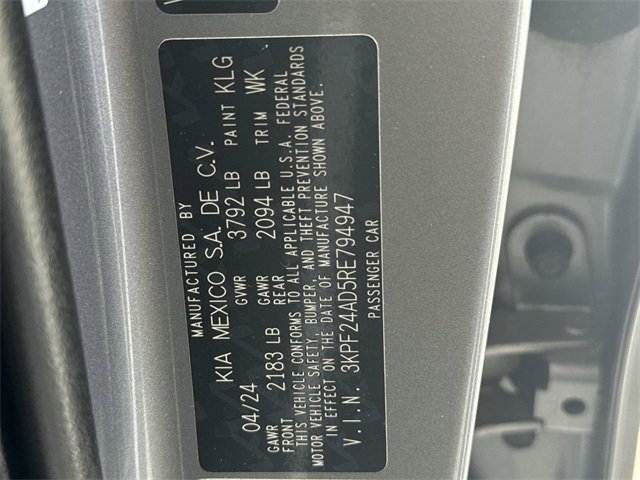 MANUFACTURED BY
KIA MEXICO S.A. DE C.V.
04/24 GVWR 3792 LB PAINT KLG
GAWR FRONT 2183 LB GAWR REAR 2094 LB TRIM WK
THIS VEHICLE CONFORMS TO ALL APPLICABLE U.S.A. FEDERAL
MOTOR VEHICLE SAFETY, BUMPER, AND THEFT PREVENTION STANDARDS
IN EFFECT ON THE DATE OF MANUFACTURE SHOWN ABOVE.
V.I.N. 3KPF24AD5RE794947
PASSENGER CAR